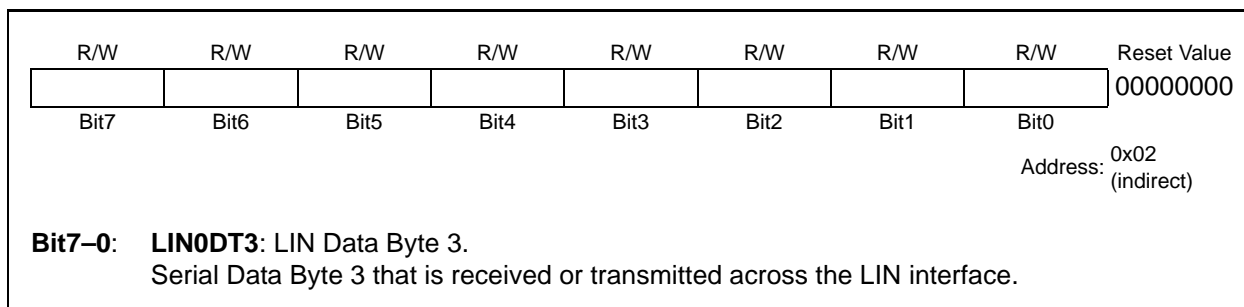 R/W R/W R/W R/W R/W R/W R/W R/W Reset Value
00000000
Bit7 Bit6 Bit5 Bit4 Bit3 Bit2 Bit1 Bit0
Address: 0x02
(indirect)
Bit7–0: LIN0DT3: LIN Data Byte 3.
Serial Data Byte 3 that is received or transmitted across the LIN interface.